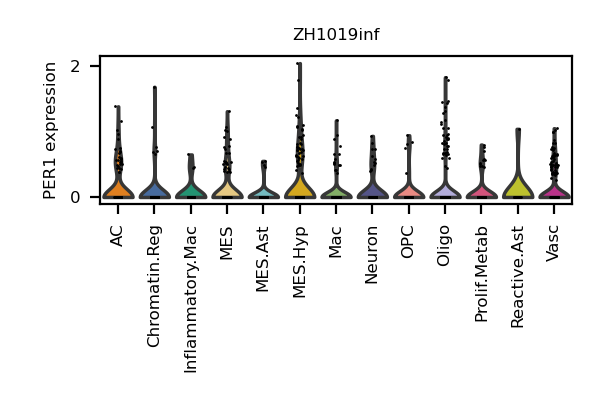 ZH1019inf
PER1 expression
2
0
AC
Chromatin.Reg
Inflammatory.Mac
MES
MES.Ast
MES.Hyp
Mac
Neuron
OPC
Oligo
Prolif.Metab
Reactive.Ast
Vasc